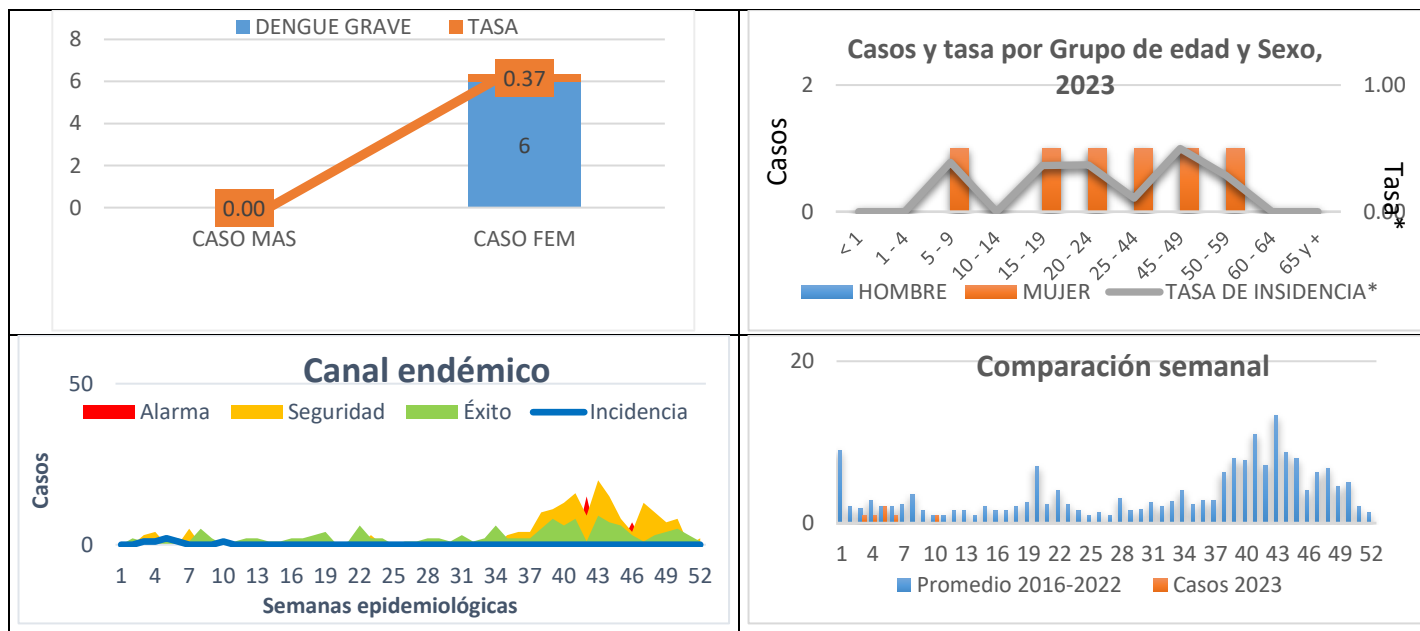 DENGUE GRAVE TASA
8
6
4
2
0
0.37
6
0.00
CASO MAS CASO FEM
Casos y tasa por Grupo de edad y Sexo,
2023
2 1.00
Casos
Tasa*
0 0.00
< 1 1 - 4 5 - 9 10 - 14 15 - 19 20 - 24 25 - 44 45 - 49 50 - 59 60 - 64 65 y +
HOMBRE MUJER TASA DE INSIDENCIA*
Canal endémico
50
Alarma Seguridad Éxito Incidencia
Casos
0
1 4 7 10 13 16 19 22 25 28 31 34 37 40 43 46 49 52
Semanas epidemiológicas
Comparación semanal
20
0
1 4 7 10 13 16 19 22 25 28 31 34 37 40 43 46 49 52
Promedio 2016-2022 Casos 2023